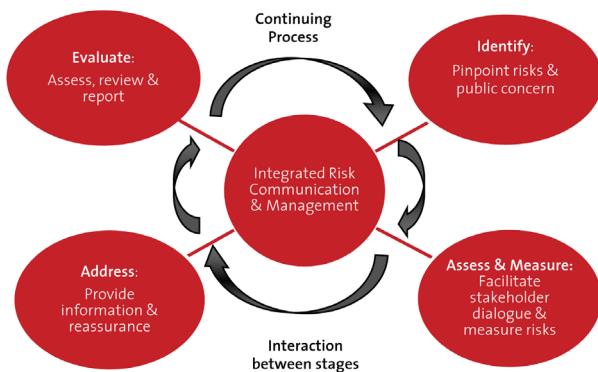 Continuing
Process
Evaluate:
Assess, review &
report
Identify:
Pinpoint risks &
public concern
Integrated Risk
Communication
& Management
Address:
Provide
information &
reassurance
Assess & Measure:
Facilitate
stakeholder
dialogue &
measure risks
Interaction
between stages